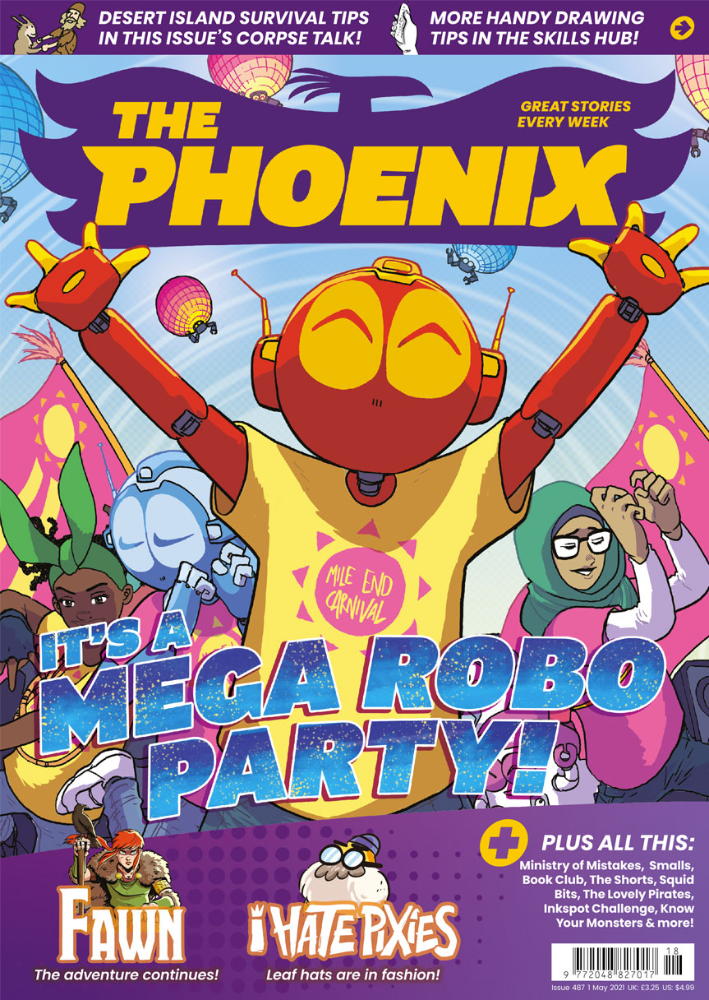 DESERT ISLAND SURVIVAL TIPS
IN THIS ISSUE'S CORPSE TALK!
MORE HANDY DRAWING
TIPS IN THE SKILLS HUB!
THE
PHOENIX
GREAT STORIES
EVERY WEEK
MILE END
CARNIVAL
IT'S A
MEGA ROBO
PARTY!
FAWN
The adventure continues!
I HATE PIXIES
Leaf hats are in fashion!
PLUS ALL THIS:
Ministry of Mistakes, Smalls,
Book Club, The Shorts, Squid
Bits, The Lovely Pirates,
Inkspot Challenge, Know
Your Monsters & more!
18
9 772048 827017
Issue 487 1 May 2021 UK: £3.25 US: $4.99